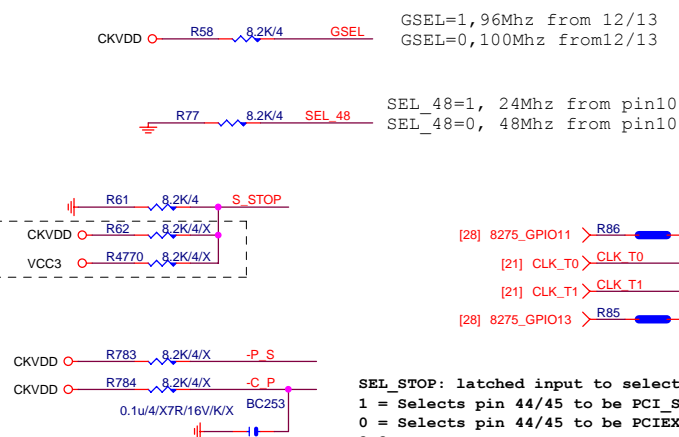 GSEL=1,96Mhz from 12/13
CKVDD R58 8.2K/4 GSEL
GSEL=0,100Mhz from12/13
SEL_48=1, 24Mhz from pin10
R77 8.2K/4 SEL_48
SEL_48=0, 48Mhz from pin10
R61 8.2K/4 S_STOP
CKVDD R62 8.2K/4/X
VCC3 R4770 8.2K/4/X
[28] 8275_GPIO11 R86
[21] CLK_T0 CLK_T0
[21] CLK_T1 CLK_T1
[28] 8275_GPIO13 R85
CKVDD R783 8.2K/4/X -P_S
CKVDD R784 8.2K/4/X -C_P
0.1u/4/X7R/16V/K/X BC253
SEL_STOP: latched input to select
1 = Selects pin 44/45 to be PCI_S
0 = Selects pin 44/45 to be PCIEX